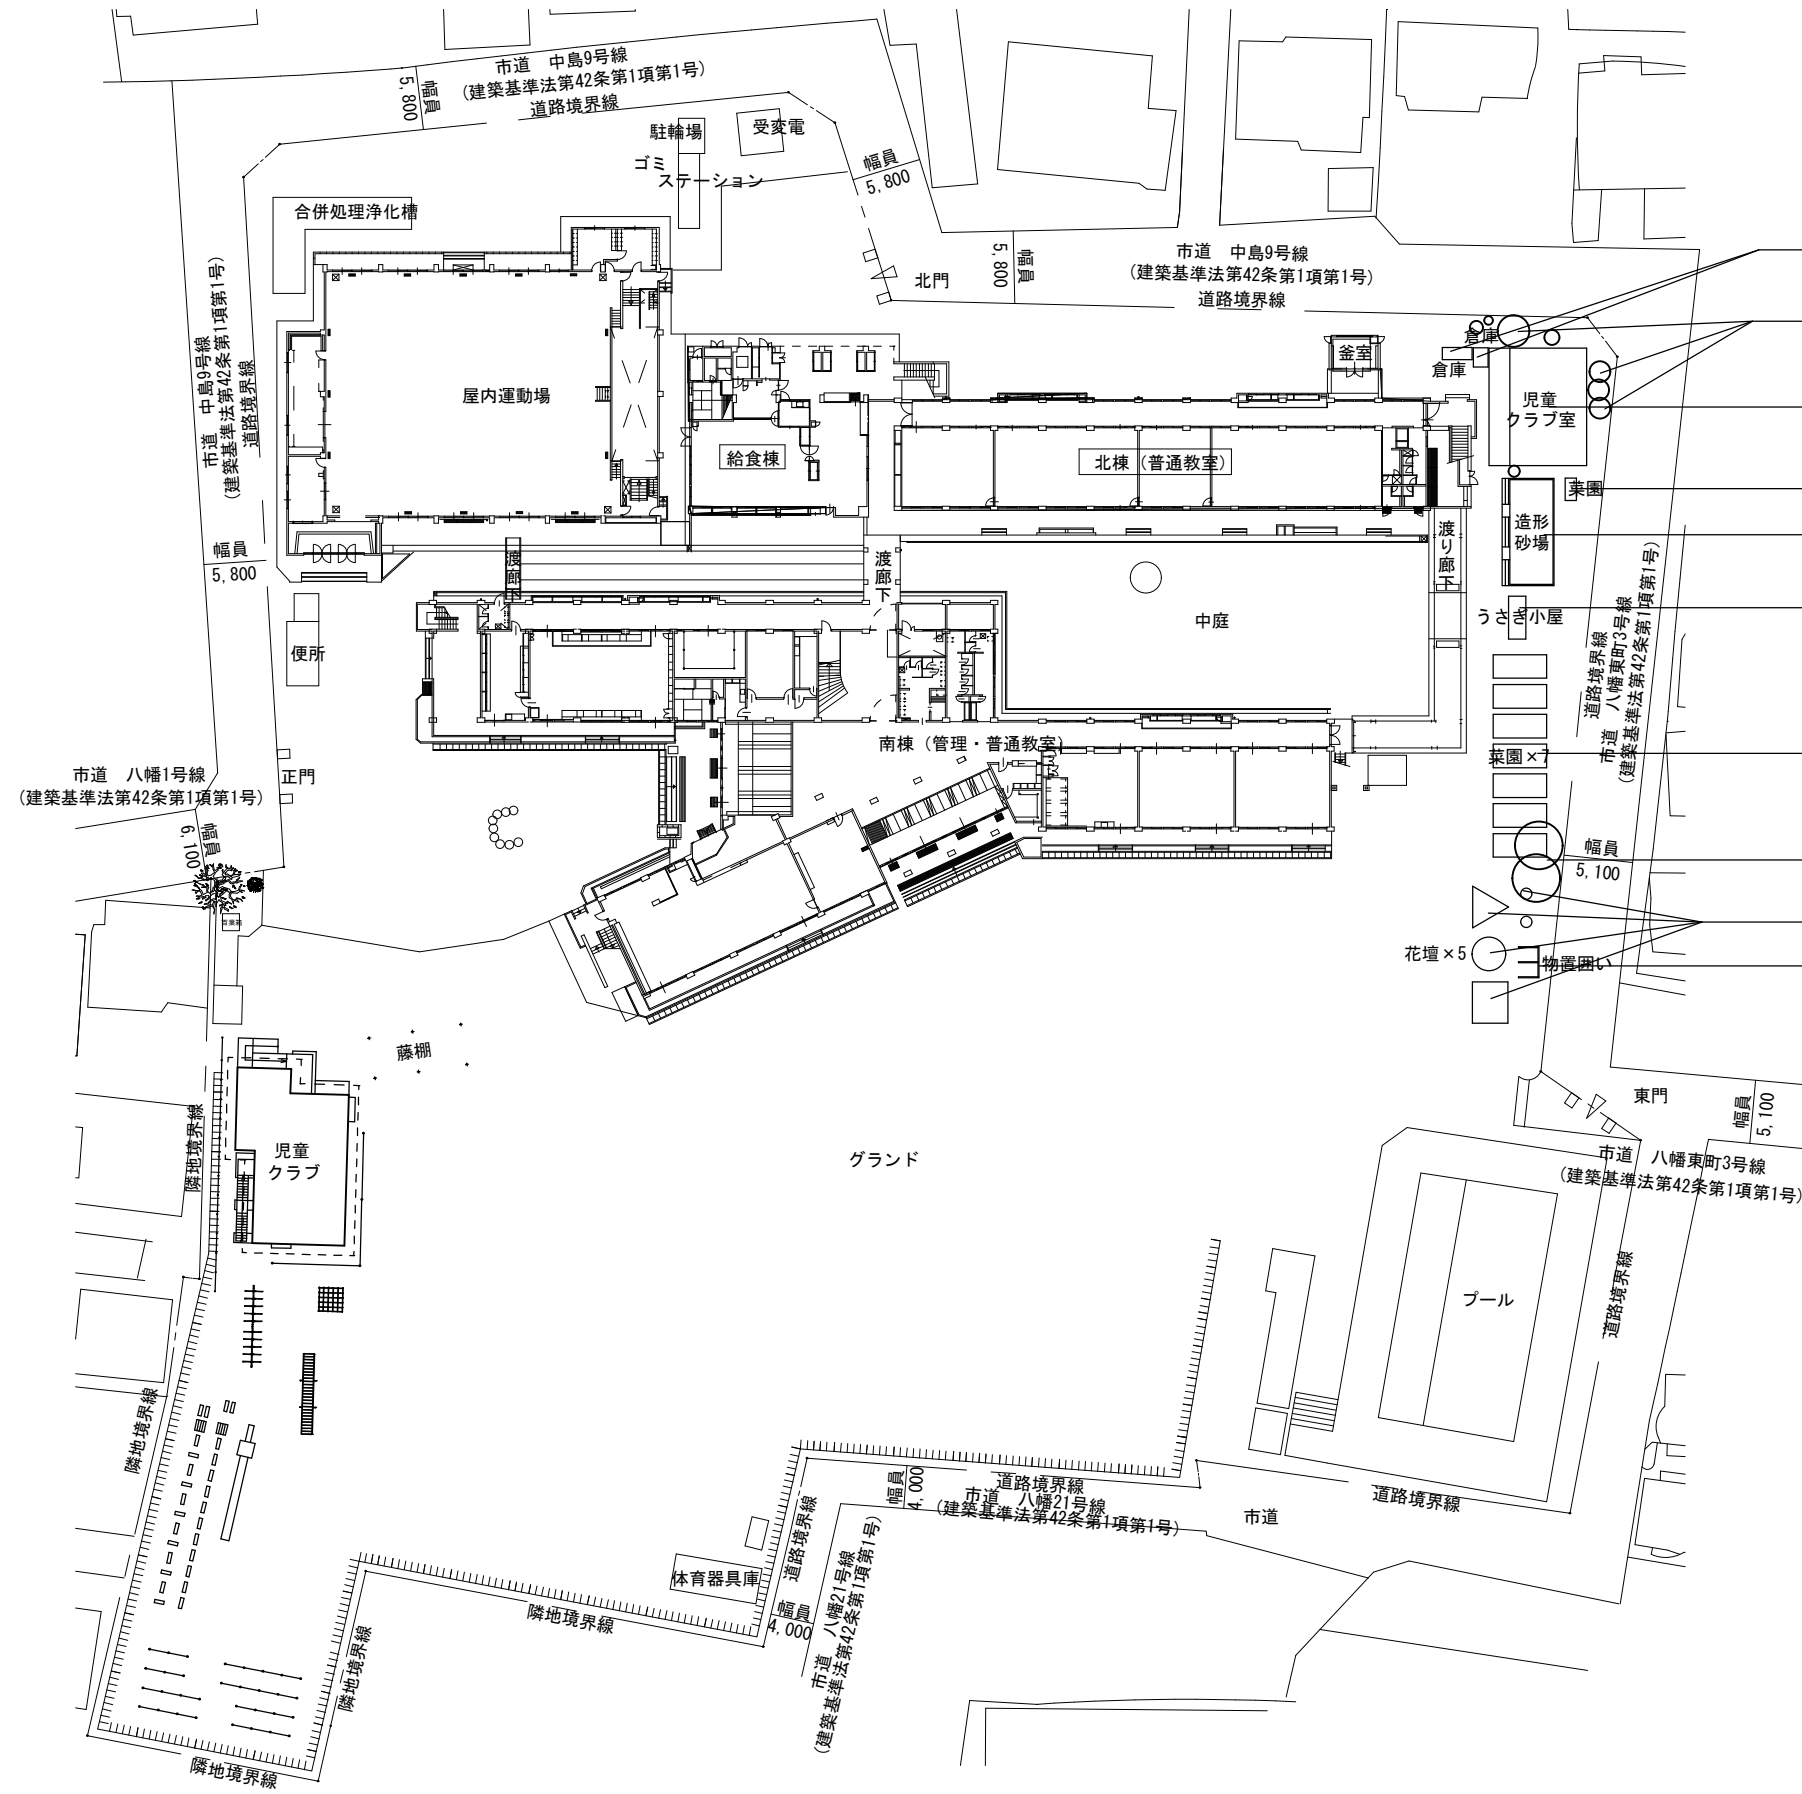 市道　中島9号線
(建築基準法第42条第1項第1号)
道路境界線
幅員
5,800
駐輪場
受変電
ゴミ
ステーション
幅員
5,800
合併処理浄化槽
北門
幅員
5,800
市道　中島9号線
(建築基準法第42条第1項第1号)
道路境界線
市道　中島9号線
(建築基準法第42条第1項第1号)
道路境界線
屋内運動場
給食棟
北棟（普通教室）
釜室
倉庫
倉庫
児童
クラブ室
菜園
造形
砂場
渡り廊下
渡廊下
渡廊下
中庭
うさぎ小屋
幅員
5,800
便所
道路境界線
市道　八幡東町3号線
(建築基準法第42条第1項第1号)
南棟（管理・普通教室）
菜園×7
市道　八幡1号線
(建築基準法第42条第1項第1号)
正門
幅員
6,100
幅員
5,100
花壇×5
物置囲い
藤棚
東門
幅員
5,100
市道　八幡東町3号線
(建築基準法第42条第1項第1号)
隣地境界線
児童
クラブ
グランド
プール
道路境界線
隣地境界線
幅員
4,000
道路境界線
市道　八幡21号線
(建築基準法第42条第1項第1号)
市道
道路境界線
道路境界線
体育器具庫
幅員
4,000
市道　八幡21号線
(建築基準法第42条第1項第1号)
隣地境界線
隣地境界線
隣地境界線